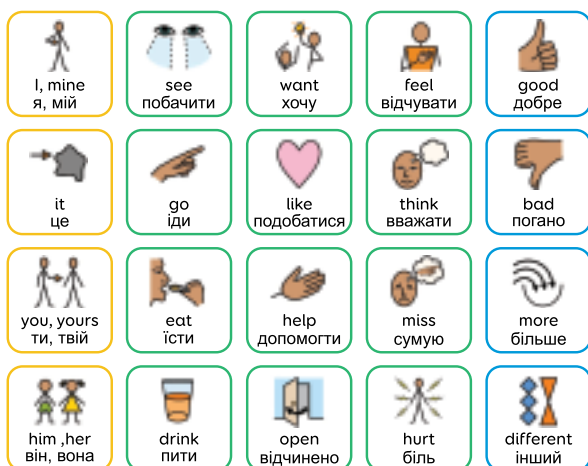 I, mine
я, мій
see
побачити
want
хочу
feel
відчувати
good
добре
it
це
go
іди
like
подобатися
think
вважати
bad
погано
you, yours
ти, твій
eat
їсти
help
допомогти
miss
сумую
more
більше
him ,her
він, вона
drink
пити
open
відчинено
hurt
біль
different
інший